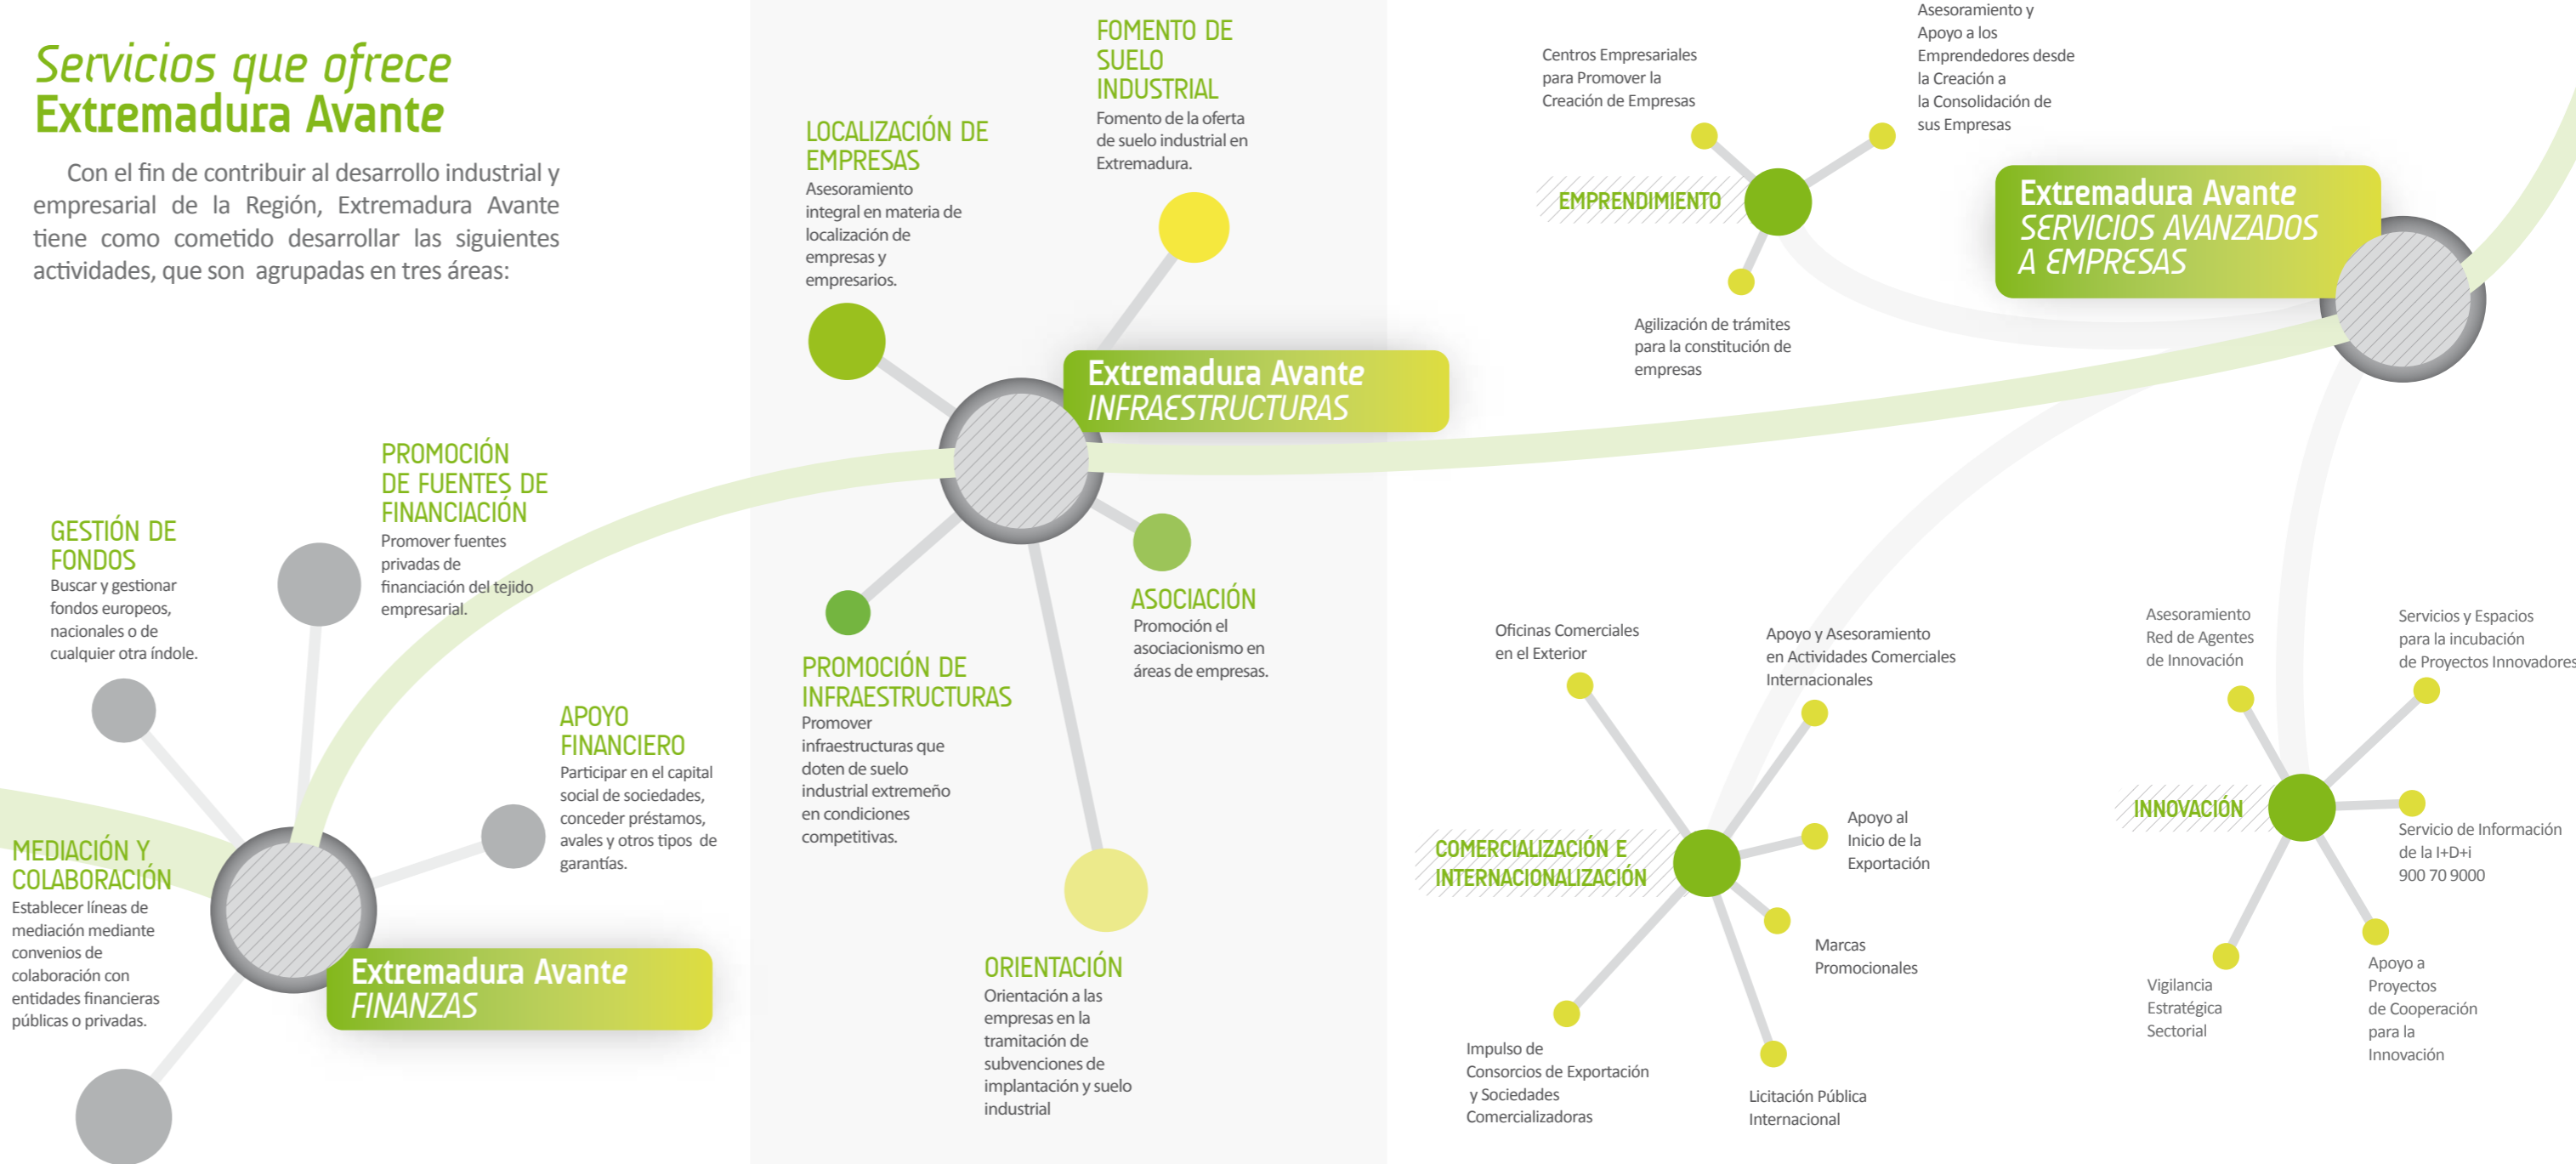 Servicios que ofrece
Extremadura Avante
Con el fin de contribuir al desarrollo industrial y
empresarial de la Región, Extremadura Avante
tiene como cometido desarrollar las siguientes
actividades, que son agrupadas en tres áreas:
GESTIÓN DE
FONDOS
Buscar y gestionar
fondos europeos,
nacionales o de
cualquier otra índole.
PROMOCIÓN
DE FUENTES DE
FINANCIACIÓN
Promover fuentes
privadas de
financiación del tejido
empresarial.
APOYO
FINANCIERO
Participar en el capital
social de sociedades,
conceder préstamos,
avales y otros tipos de
garantías.
MEDIACIÓN Y
COLABORACIÓN
Establecer líneas de
mediación mediante
convenios de
colaboración con
entidades financieras
públicas o privadas.
Extremadura Avante
FINANZAS
LOCALIZACIÓN DE
EMPRESAS
Asesoramiento
integral en materia de
localización de
empresas y
empresarios.
FOMENTO DE
SUELO
INDUSTRIAL
Fomento de la oferta
de suelo industrial en
Extremadura.
Extremadura Avante
INFRAESTRUCTURAS
PROMOCIÓN DE
INFRAESTRUCTURAS
Promover
infraestructuras que
doten de suelo
industrial extremeño
en condiciones
competitivas.
ASOCIACIÓN
Promoción el
asociacionismo en
áreas de empresas.
ORIENTACIÓN
Orientación a las
empresas en la
tramitación de
subvenciones de
implantación y suelo
industrial
Centros Empresariales
para Promover la
Creación de Empresas
Asesoramiento y
Apoyo a los
Emprendedores desde
la Creación a
la Consolidación de
sus Empresas
EMPRENDIMIENTO
Agilización de trámites
para la constitución de
empresas
Extremadura Avante
SERVICIOS AVANZADOS
A EMPRESAS
Oficinas Comerciales
en el Exterior
Apoyo y Asesoramiento
en Actividades Comerciales
Internacionales
COMERCIALIZACIÓN E
INTERNACIONALIZACIÓN
Apoyo al
Inicio de la
Exportación
Marcas
Promocionales
Impulso de
Consorcios de Exportación
y Sociedades
Comercializadoras
Licitación Pública
Internacional
Asesoramiento
Red de Agentes
de Innovación
Servicios y Espacios
para la incubación
de Proyectos Innovadores
INNOVACIÓN
Servicio de Información
de la I+D+i
900 70 9000
Vigilancia
Estratégica
Sectorial
Apoyo a
Proyectos
de Cooperación
para la
Innovación